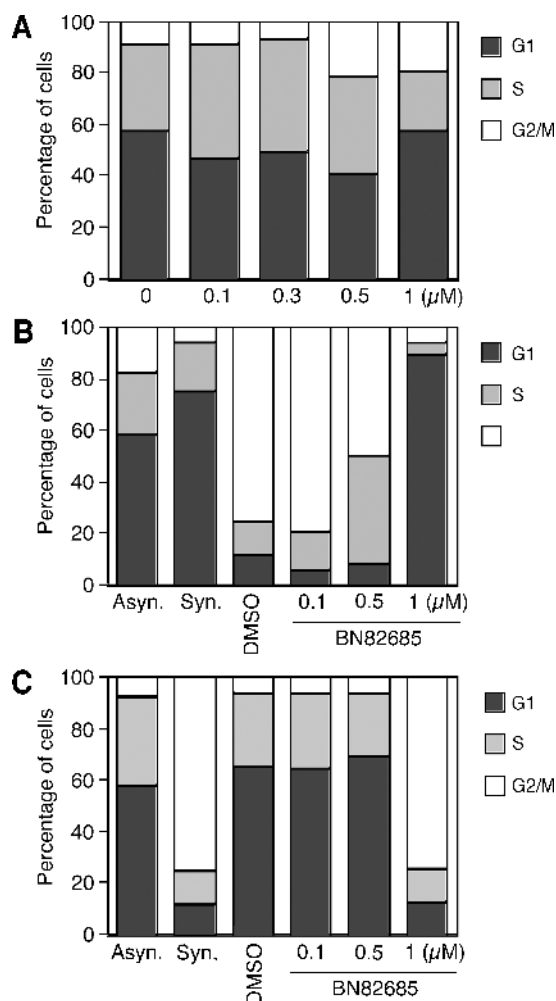 A
Percentage of cells
100
80
60
40
20
0
0 0.1 0.3 0.5 1 (µM)
G1
S
G2/M
B
Percentage of cells
100
80
60
40
20
0
Asyn. Syn. DMSO 0.1 0.5 1 (µM)
BN82685
G1
S
C
Percentage of cells
100
80
60
40
20
0
Asyn. Syn. DMSO 0.1 0.5 1 (µM)
BN82685
G1
S
G2/M